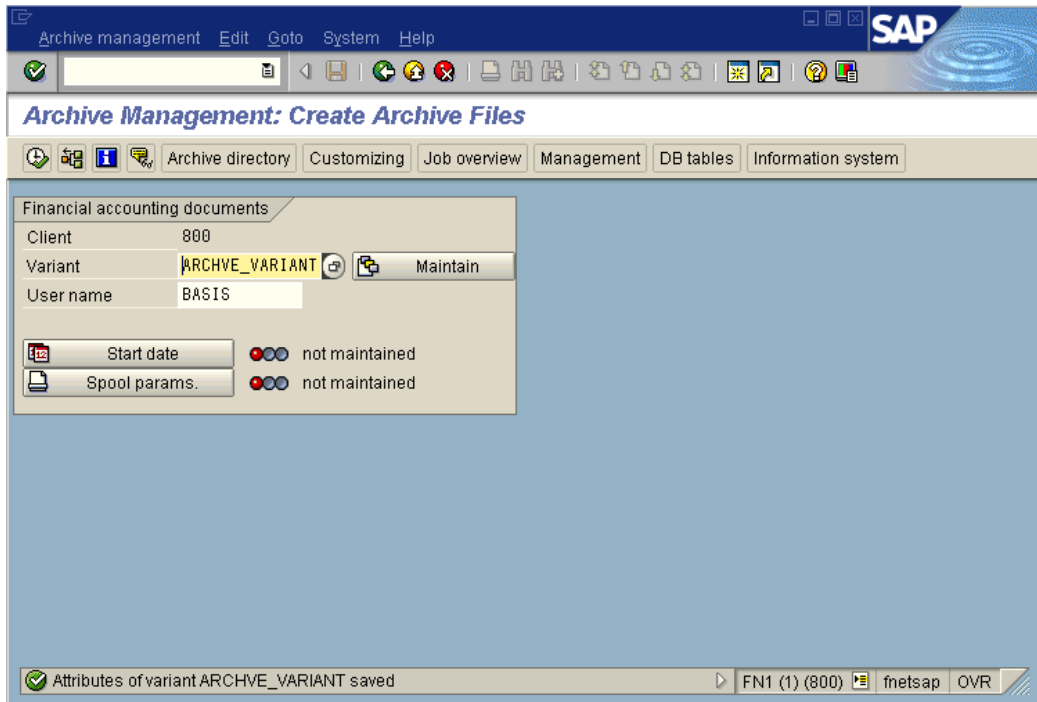 SAP
Archive management Edit Goto System Help
Archive Management: Create Archive Files
Archive directory Customizing Job overview Management DB tables Information system
Financial accounting documents
Client 800
Variant ARCHVE_VARIANT Maintain
User name BASIS
12 Start date not maintained
Spool params. not maintained
Attributes of variant ARCHVE_VARIANT saved FN1 (1) (800) fnetsap OVR